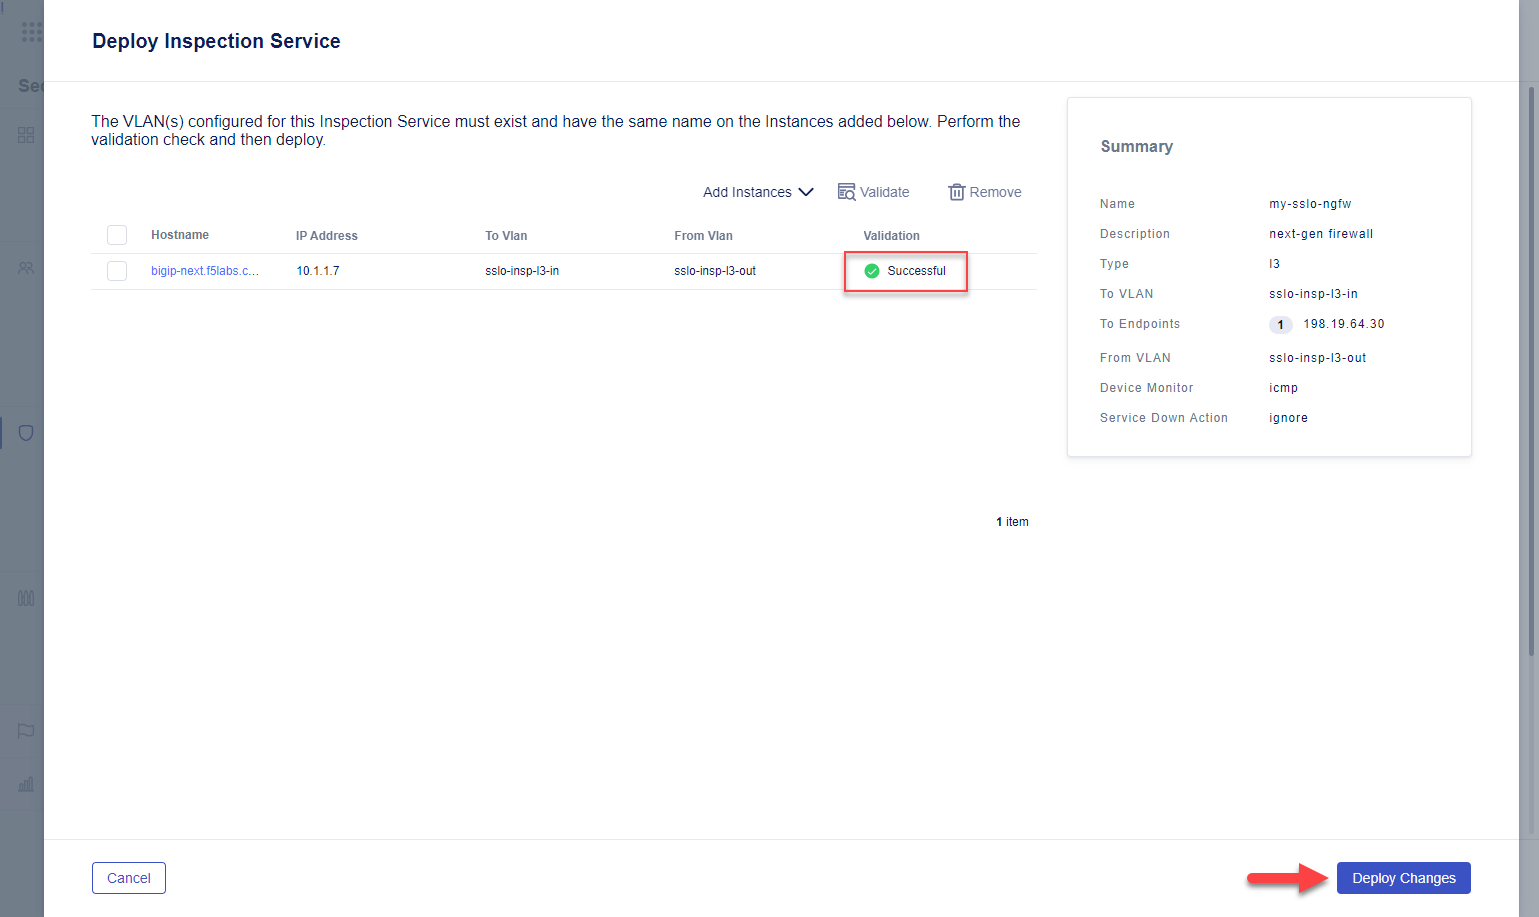 Deploy Inspection Service
Sec
The VLAN(s) configured for this Inspection Service must exist and have the same name on the Instances added below. Perform the
validation check and then deploy.
Add Instances Validate Remove
Hostname IP Address To Vlan From Vlan Validation
bigip-next.f5labs.c... 10.1.1.7 sslo-insp-l3-in sslo-insp-l3-out Successful
1 item
Summary
Name my-sslo-ngfw
Description next-gen firewall
Type l3
To VLAN sslo-insp-l3-in
To Endpoints 1 198.19.64.30
From VLAN sslo-insp-l3-out
Device Monitor icmp
Service Down Action ignore
Cancel Deploy Changes